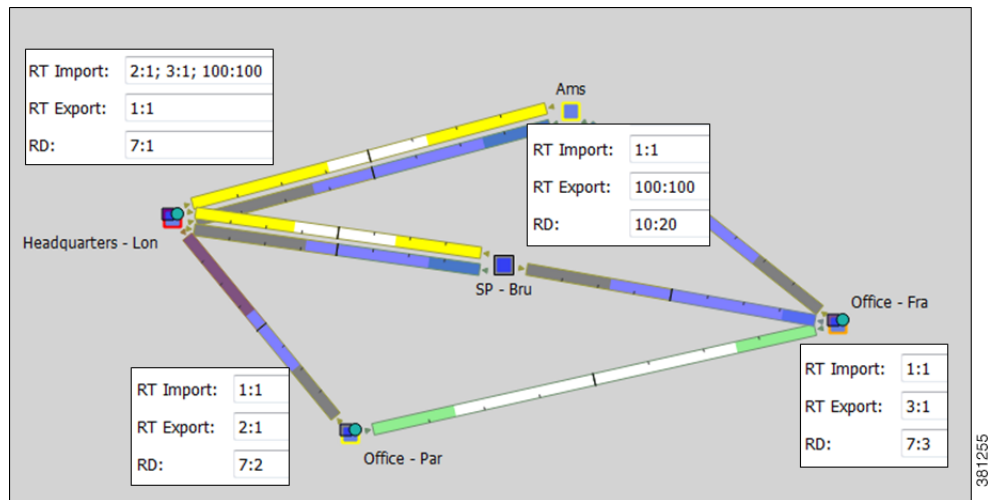 RT Import: 2:1; 3:1; 100:100
RT Export: 1:1
RD: 7:1
Ams
RT Import: 1:1
RT Export: 100:100
RD: 10:20
Headquarters - Lon
SP - Bru
Office - Fra
RT Import: 1:1
RT Export: 3:1
RD: 7:3
RT Import: 1:1
RT Export: 2:1
RD: 7:2
Office - Par
381255